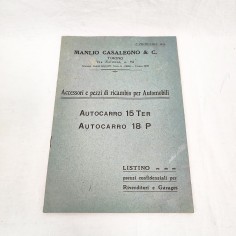 MANLIO CASALEGNO & C.
TORINO
Accessori e pezzi di ricambio per Automobili
AUTOCARRO 15 TER
AUTOCARRO 18 P
LISTINO
prezzi confidenziali per
Rivenditori e Garages